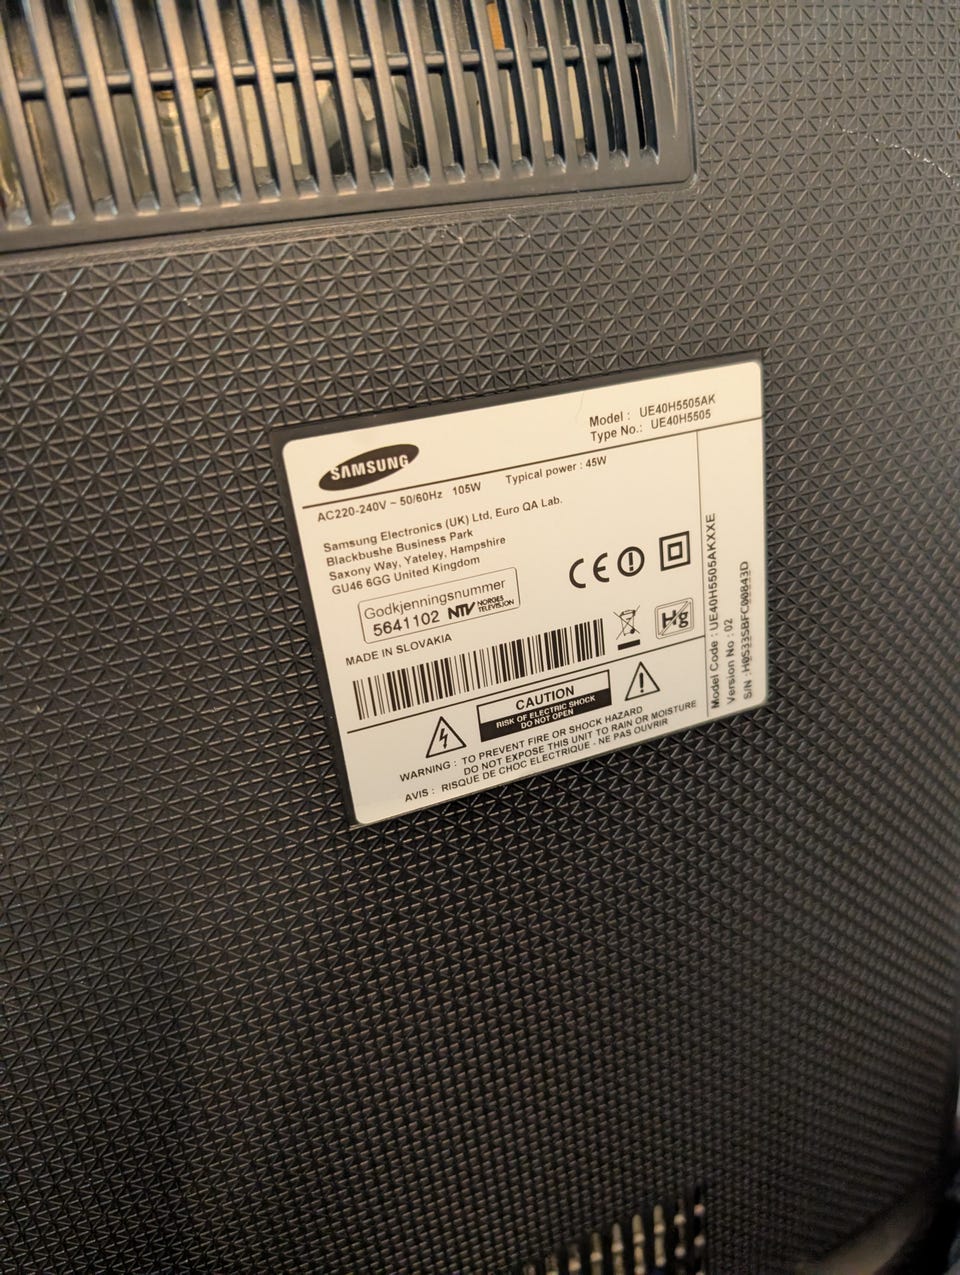 SAMSUNG
Model : UE40H5505AK
Type No.: UE40H5505
AC220-240V ~ 50/60Hz 105W Typical power : 45W
Samsung Electronics (UK) Ltd, Euro QA Lab.
Blackbushe Business Park
Saxony Way, Yateley, Hampshire
GU46 6GG United Kingdom
CE
Godkjenningsnummer
5641102 NTV NORGES TELEVISJON
MADE IN SLOVAKIA
Hg
CAUTION
RISK OF ELECTRIC SHOCK
DO NOT OPEN
WARNING : TO PREVENT FIRE OR SHOCK HAZARD
DO NOT EXPOSE THIS UNIT TO RAIN OR MOISTURE
AVIS : RISQUE DE CHOC ELECTRIQUE - NE PAS OUVRIR
Model Code : UE40H5505AKXXE
Version No : 02
S/N : H0S33SBFC00843D